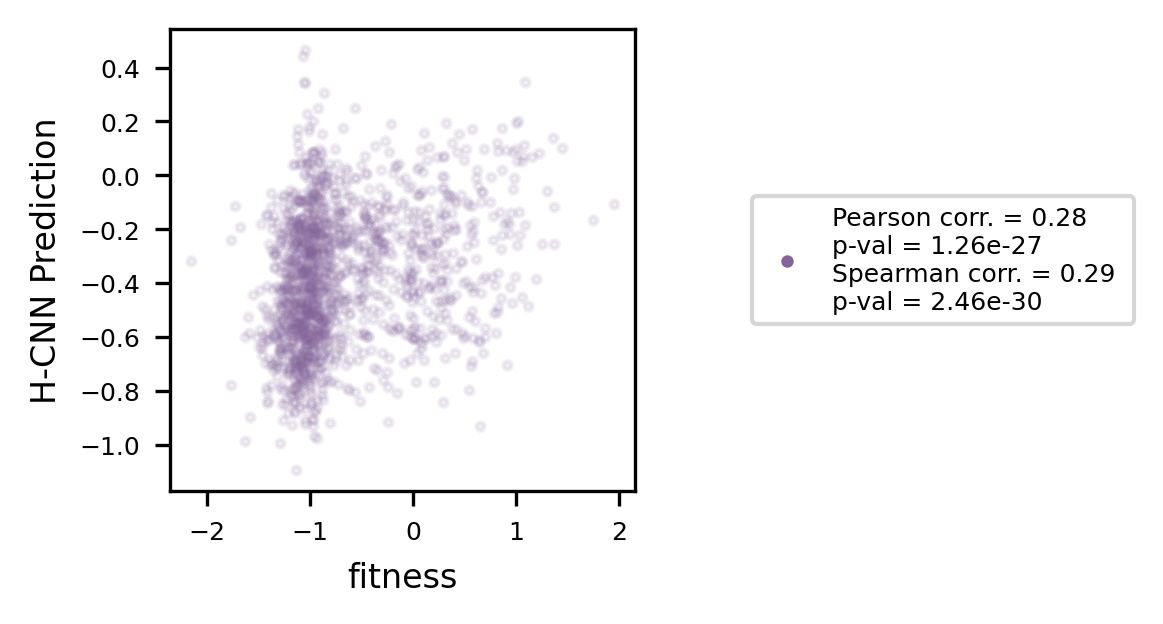 0.4
0.2
0.0
−0.2
−0.4
−0.6
−0.8
−1.0
H-CNN Prediction
−2 −1 0 1 2
fitness
Pearson corr. = 0.28
p-val = 1.26e-27
Spearman corr. = 0.29
p-val = 2.46e-30